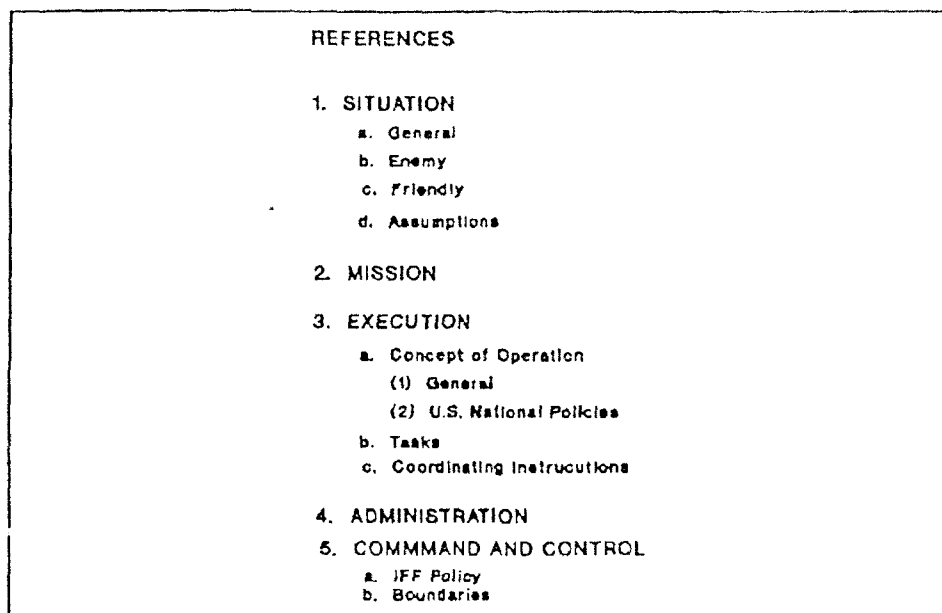 REFERENCES
1. SITUATION
a. General
b. Enemy
c. Friendly
d. Assumptions
2. MISSION
3. EXECUTION
a. Concept of Operation
(1) General
(2) U.S. National Policies
b. Tasks
c. Coordinating Instrucutions
4. ADMINISTRATION
5. COMMMAND AND CONTROL
a. IFF Policy
b. Boundaries